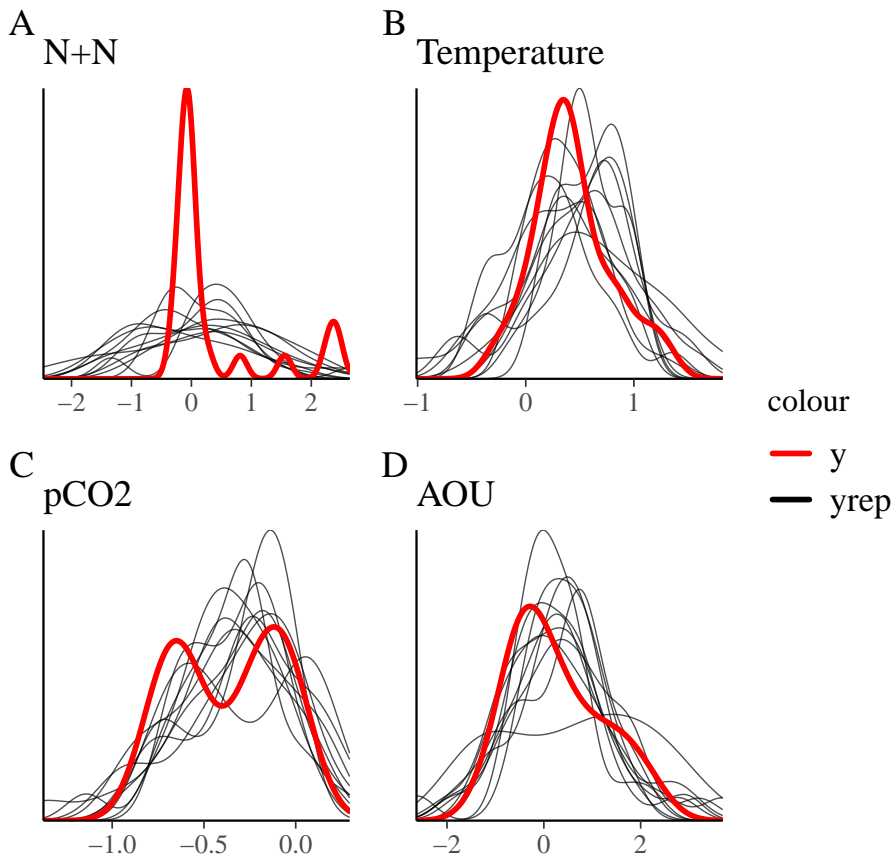 A
N+N
−2 −1 0 1 2
B
Temperature
−1 0 1
C
pCO2
−1.0 −0.5 0.0
D
AOU
−2 0 2
colour
y
yrep